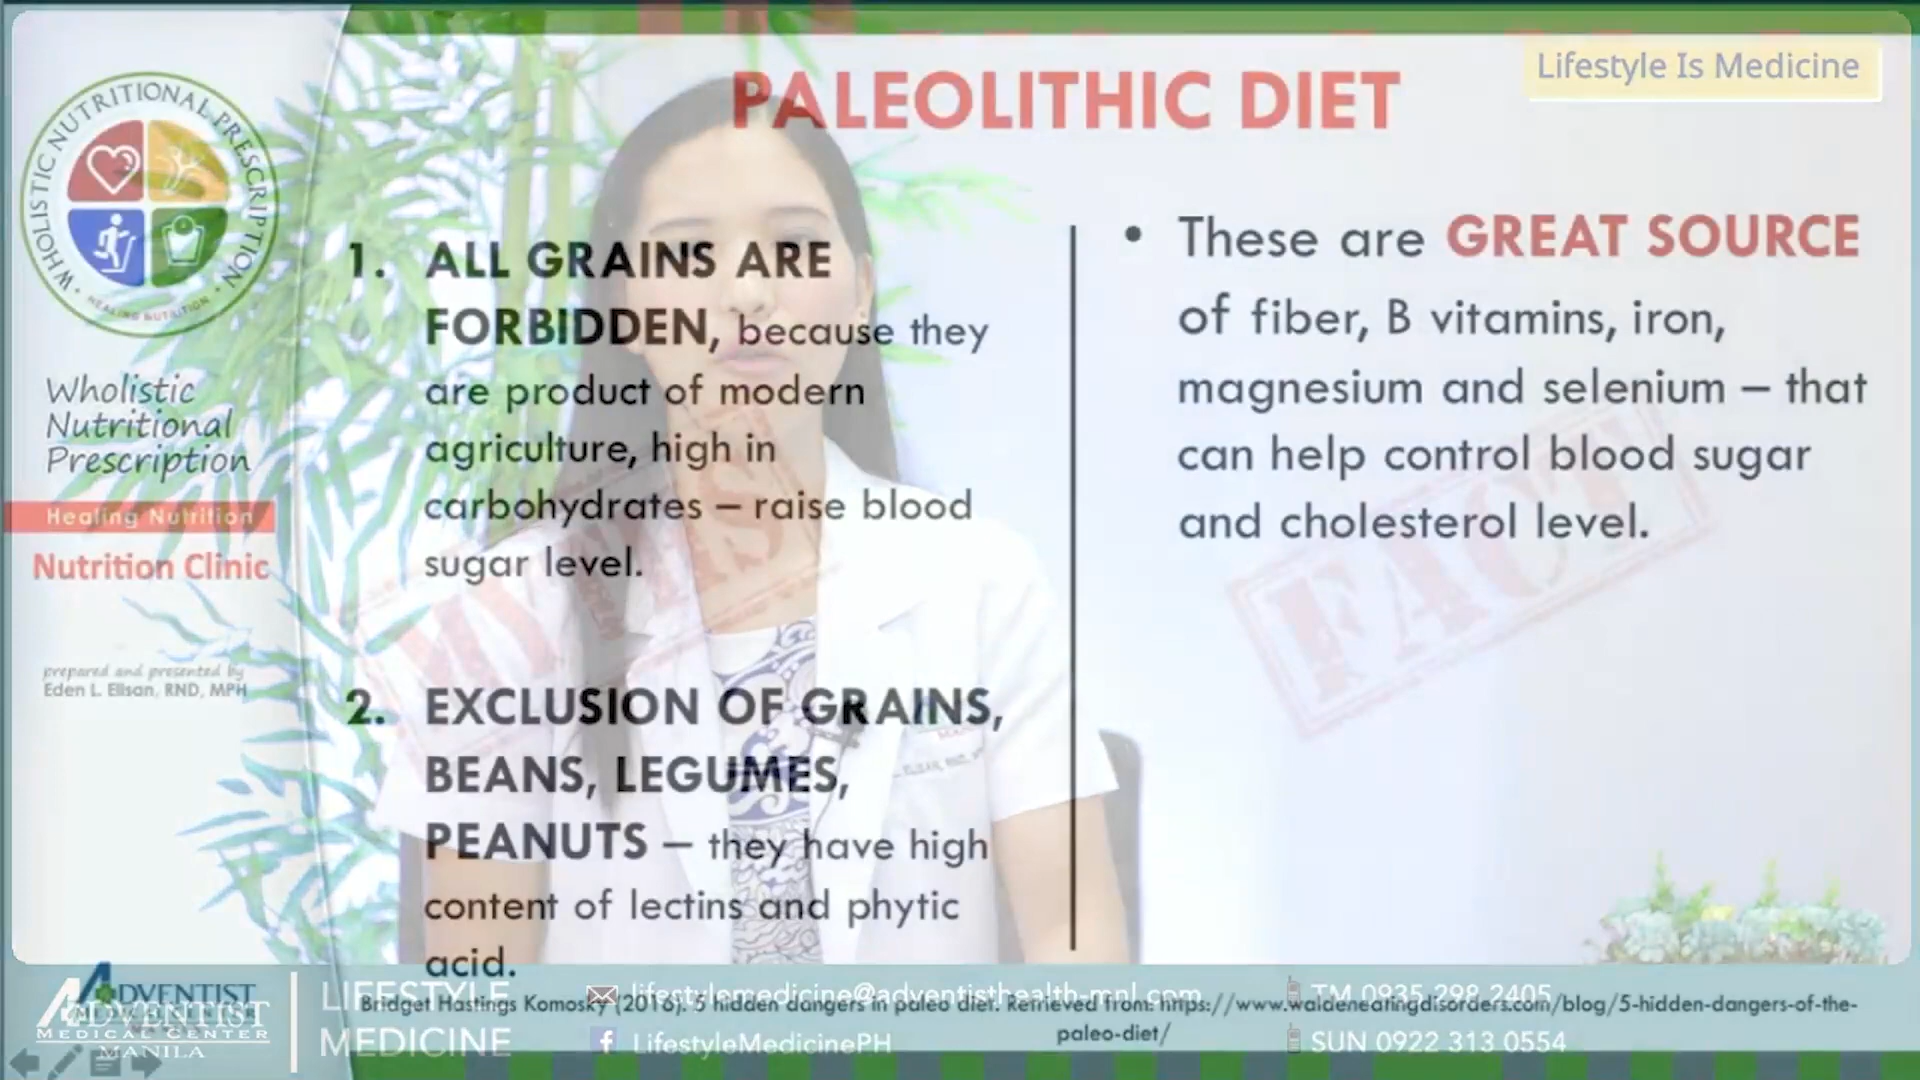 PALEOLITHIC DIET
Lifestyle Is Medicine
WHOLISTIC NUTRITIONAL PRESCRIPTION
HEALING NUTRITION
Wholistic
Nutritional
Prescription
Healing Nutrition
Nutrition Clinic
prepared and presented by
Eden L. Elisan, RND, MPH
1. ALL GRAINS ARE
FORBIDDEN, because they
are product of modern
agriculture, high in
carbohydrates – raise blood
sugar level.
2. EXCLUSION OF GRAINS,
BEANS, LEGUMES,
PEANUTS – they have high
content of lectins and phytic
acid.
• These are GREAT SOURCE
of fiber, B vitamins, iron,
magnesium and selenium – that
can help control blood sugar
and cholesterol level.
FACT
ADVENTIST
MEDICAL CENTER
MANILA
LIFESTYLE
MEDICINE
lifestylemedicine@adventisthealth-mnl.com
LifestyleMedicinePH
TM 0935 298 2405
SUN 0922 313 0554
Bridget Hastings Komosky (2016). 5 hidden dangers in paleo diet. Retrieved from: https://www.waldeneatingdisorders.com/blog/5-hidden-dangers-of-the-
paleo-diet/